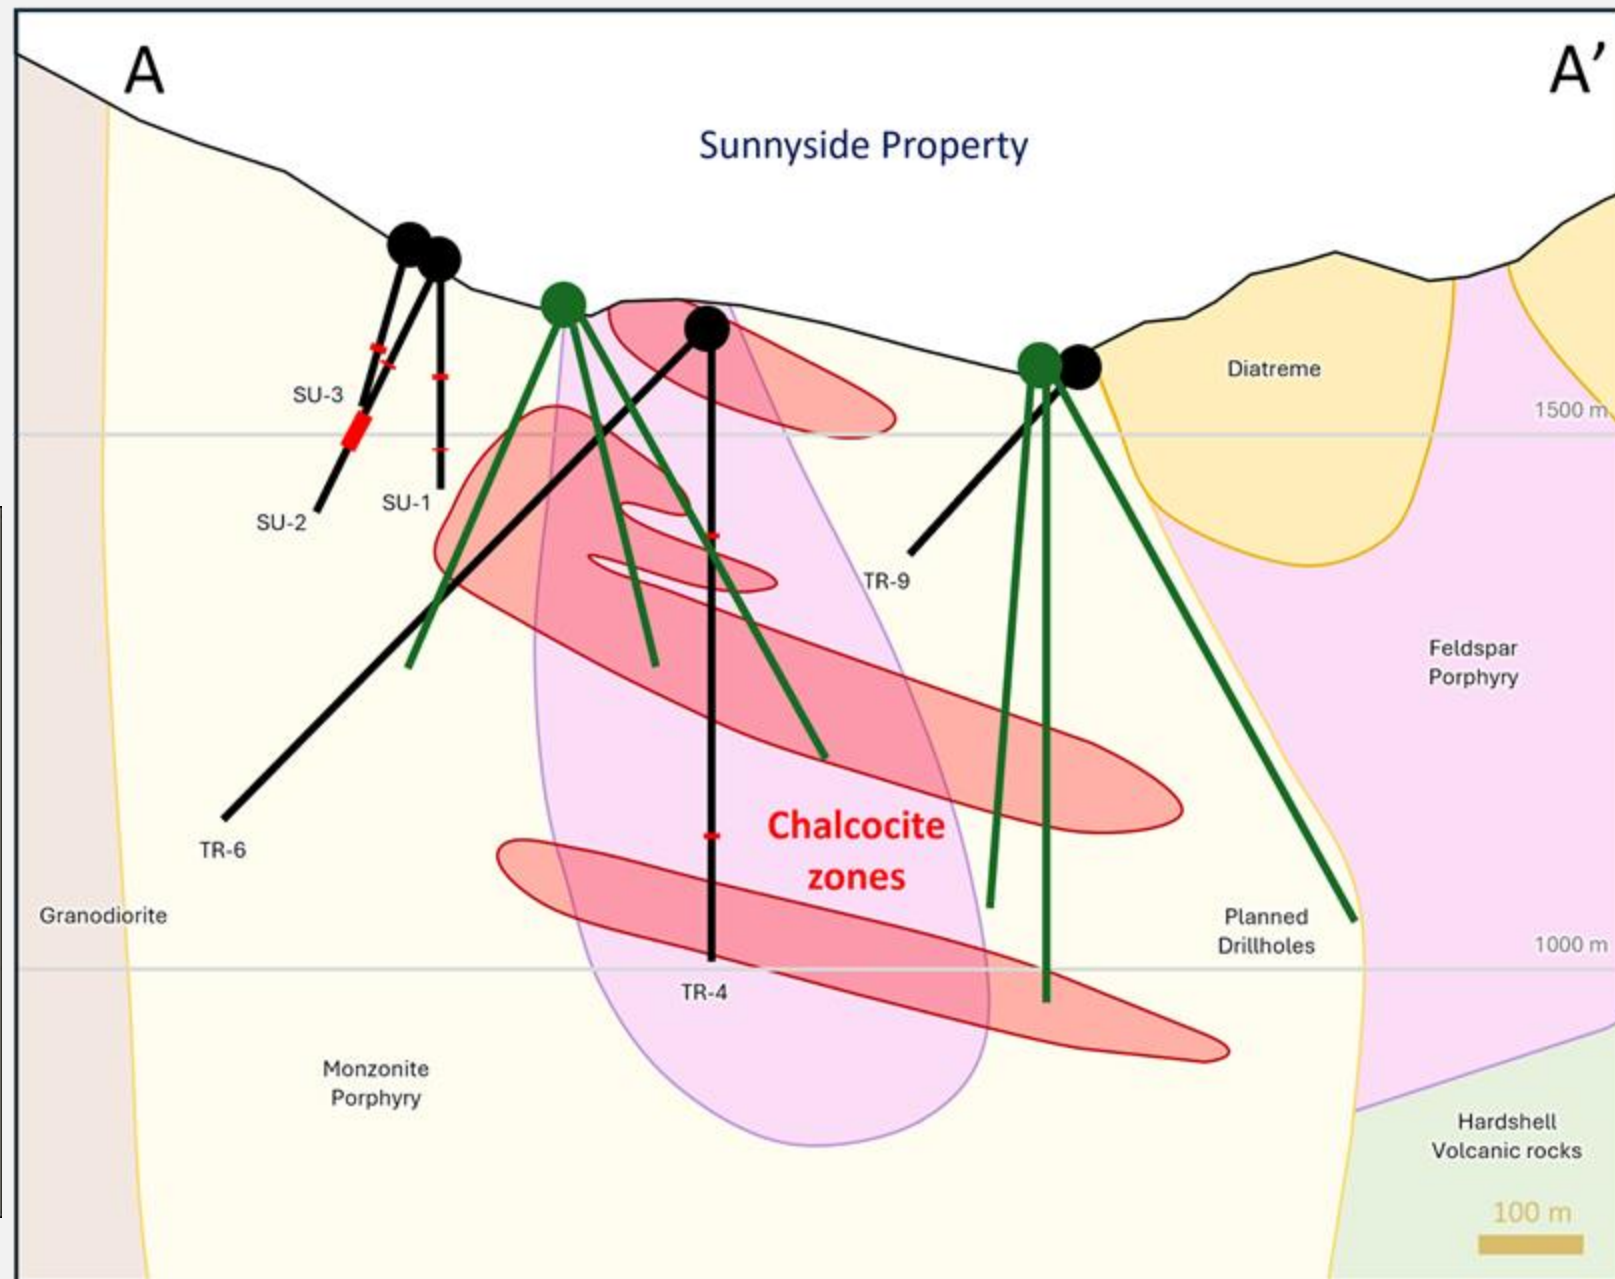 A
A’
Sunnyside Property
Diatreme
SU-3
1500 m
SU-1
SU-2
TR-9
Feldspar
Porphyry
Chalcocite
zones
TR-6
Granodiorite
Planned
Drillholes
1000 m
TR-4
Monzonite
Porphyry
Hardshell
Volcanic rocks
100 m